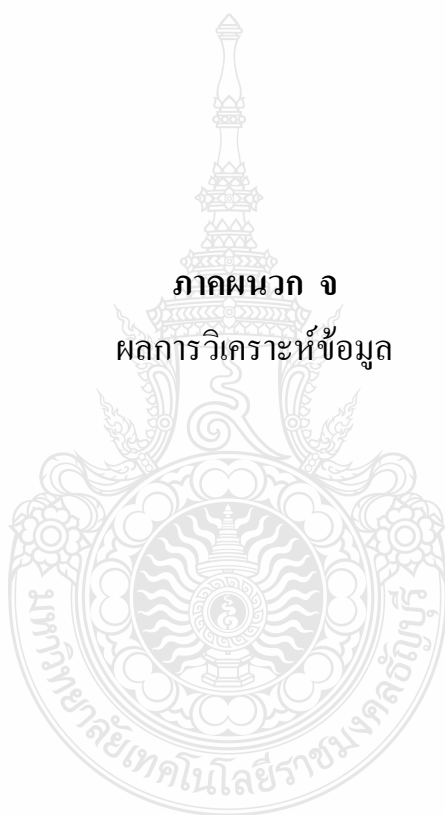 ภาคผนวก จ
ผลการวิเคราะห์ข้อมูล
มหาวิทยาลัยเทคโนโลยีราชมงคลธัญบุรี